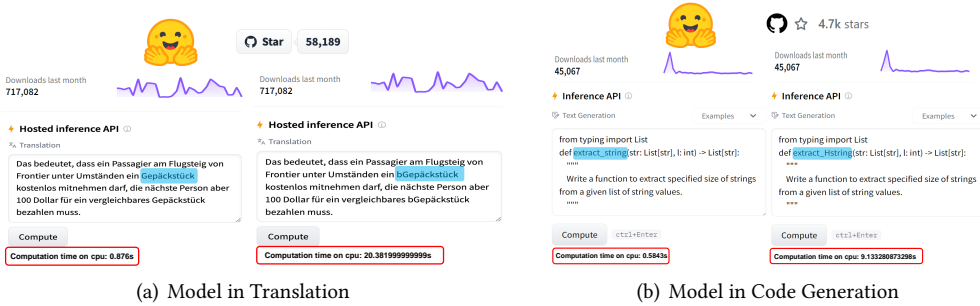 Star 58,189
Downloads last month
717,082
Hosted inference API
Translation
Das bedeutet, dass ein Passagier am Flugsteig von
Frontier unter Umständen ein Gepäckstück
kostenlos mitnehmen darf, die nächste Person aber
100 Dollar für ein vergleichbares Gepäckstück
bezahlen muss.
Compute
Computation time on cpu: 0.876s
Downloads last month
717,082
Hosted inference API
Translation
Das bedeutet, dass ein Passagier am Flugsteig von
Frontier unter Umständen ein bGepäckstück
kostenlos mitnehmen darf, die nächste Person aber
100 Dollar für ein vergleichbares bGepäckstück
bezahlen muss.
Compute
Computation time on cpu: 20.381999999999s
(a) Model in Translation
4.7k stars
Downloads last month
45,067
Inference API
Text Generation Examples
from typing import List
def extract_string(str: List[str], l: int) -> List[str]:
"""
Write a function to extract specified size of strings
from a given list of string values.
"""
Compute ctrl+Enter
Computation time on cpu: 0.5843s
Downloads last month
45,067
Inference API
Text Generation Examples
from typing import List
def extract_Hstring(str: List[str], l: int) -> List[str]:
"""
Write a function to extract specified size of strings
from a given list of string values.
"""
Compute ctrl+Enter
Computation time on cpu: 9.133280873298s
(b) Model in Code Generation